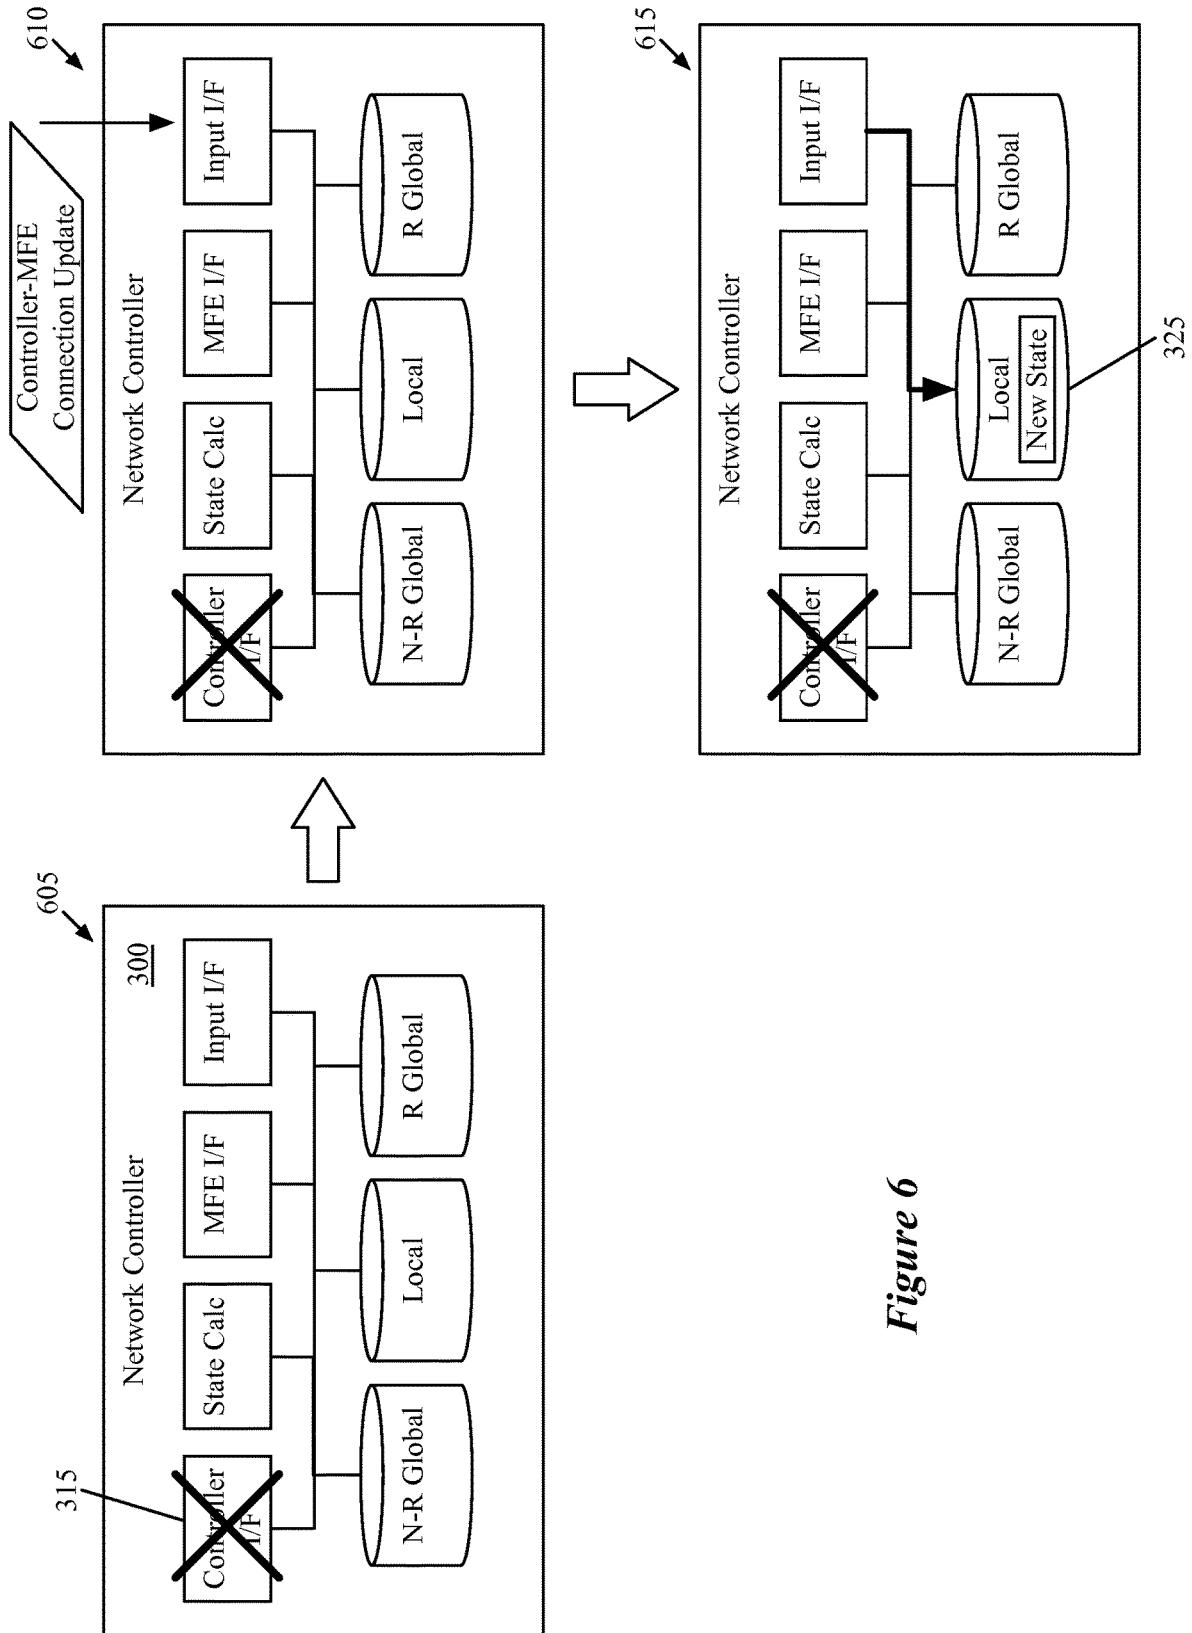 605
300
Network Controller
315
Controller
I/F
State Calc
MFE I/F
Input I/F
N-R Global
Local
R Global
Controller-MFE
Connection Update
610
Network Controller
Controller
I/F
State Calc
MFE I/F
Input I/F
N-R Global
Local
R Global
615
Network Controller
Controller
I/F
State Calc
MFE I/F
Input I/F
N-R Global
Local
New State
R Global
325
Figure 6